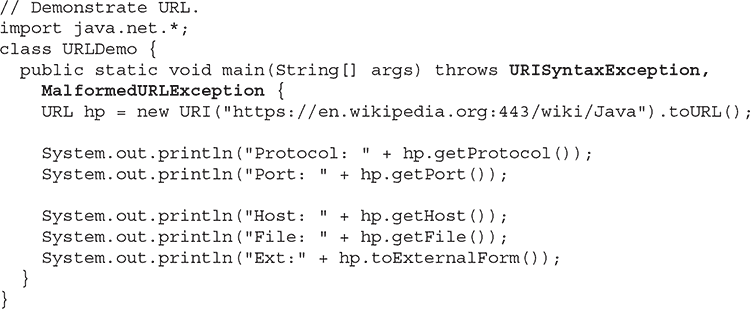 // Demonstrate URL.
import java.net.*;
class URLDemo {
  public static void main(String[] args) throws URISyntaxException,
    MalformedURLException {
    URL hp = new URI("https://en.wikipedia.org:443/wiki/Java").toURL();

    System.out.println("Protocol: " + hp.getProtocol());
    System.out.println("Port: " + hp.getPort());

    System.out.println("Host: " + hp.getHost());
    System.out.println("File: " + hp.getFile());
    System.out.println("Ext:" + hp.toExternalForm());
  }
}